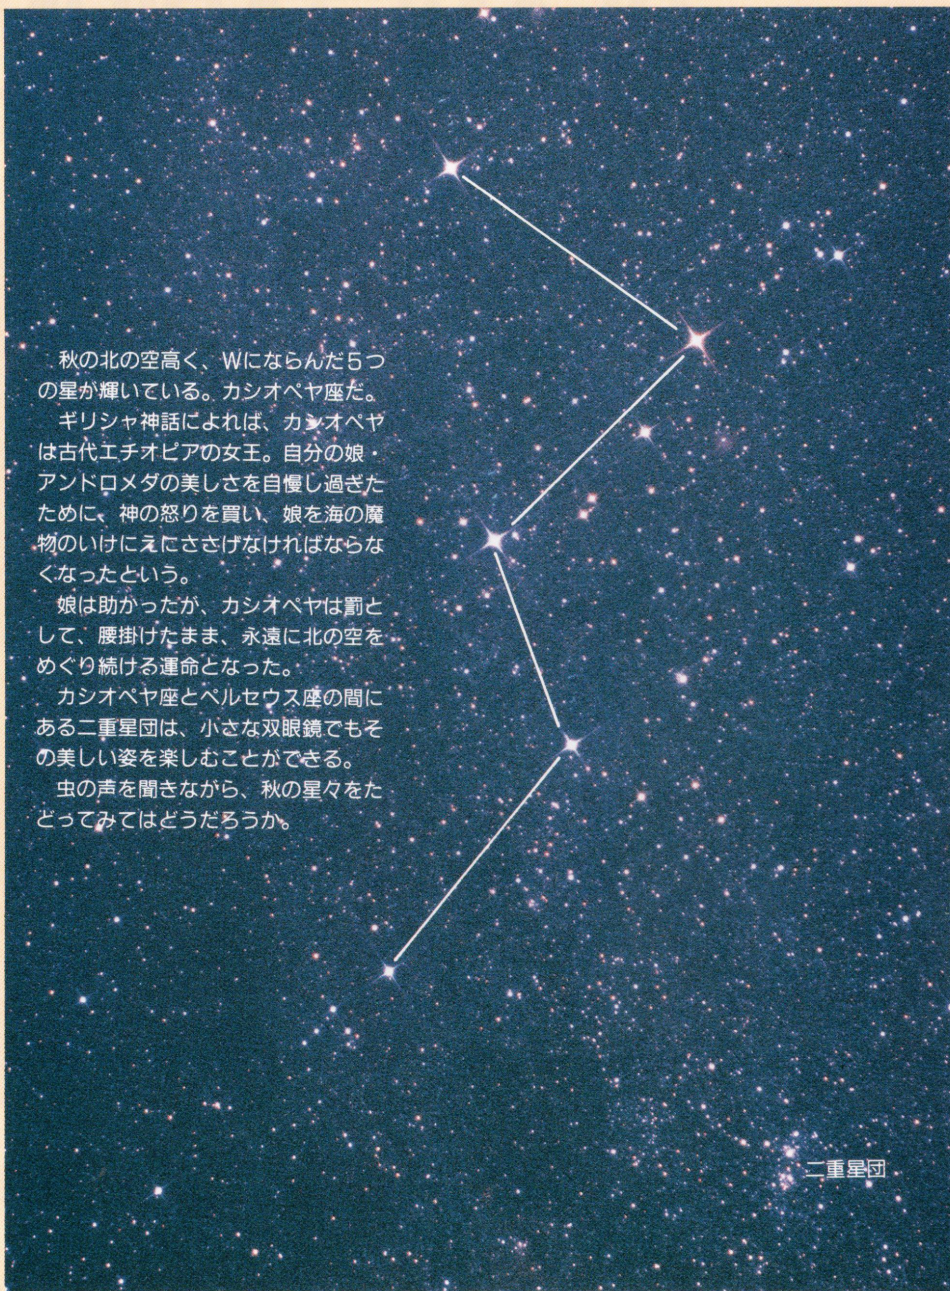 秋の北の空高く、Wにならんだ5つ
の星が輝いている。カシオペヤ座だ。
　ギリシャ神話によれば、カシオペヤ
は古代エチオピアの女王。自分の娘・
アンドロメダの美しさを自慢し過ぎた
ために、神の怒りを買い、娘を海の魔
物のいけにえにささげなければならな
くなったという。
　娘は助かったが、カシオペヤは罰と
して、腰掛けたまま、永遠に北の空を
めぐり続ける運命となった。
　カシオペヤ座とペルセウス座の間に
ある二重星団は、小さな双眼鏡でもそ
の美しい姿を楽しむことができる。
　虫の声を聞きながら、秋の星々をた
どってみてはどうだろうか。
二重星団